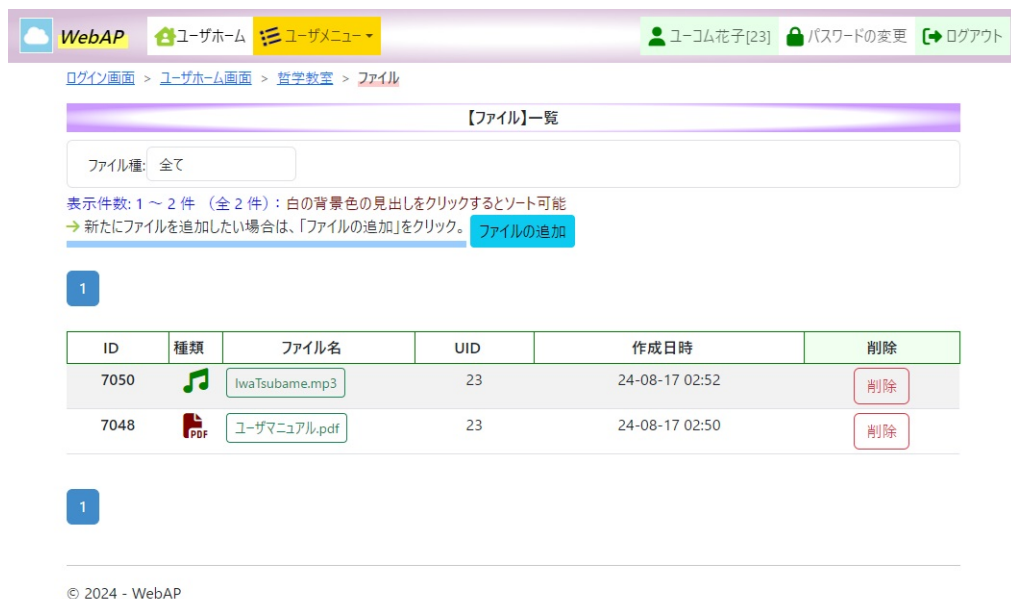 WebAP ユーザホーム ユーザメニュー ユーコム花子[23] パスワードの変更 ログアウト
ログイン画面 > ユーザホーム画面 > 哲学教室 > ファイル
【ファイル】一覧
ファイル種: 全て
表示件数: 1 ～ 2 件 （全 2 件）：白の背景色の見出しをクリックするとソート可能
→ 新たにファイルを追加したい場合は、「ファイルの追加」をクリック。 ファイルの追加
1
ID 種類 ファイル名 UID 作成日時 削除
7050 IwaTsubame.mp3 23 24-08-17 02:52 削除
7048 PDF ユーザマニュアル.pdf 23 24-08-17 02:50 削除
1
© 2024 - WebAP